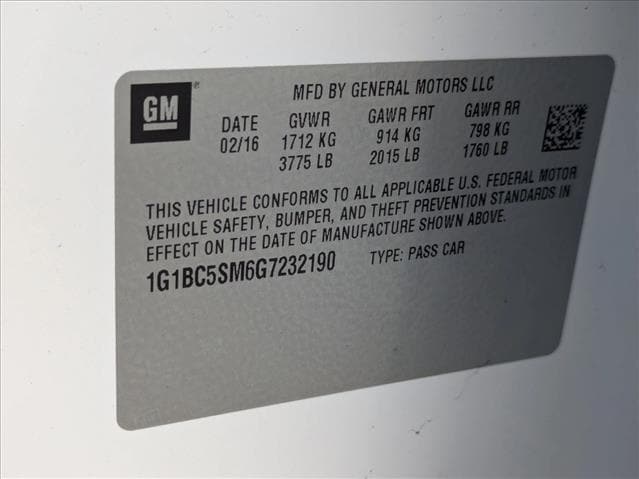 GM
MFD BY GENERAL MOTORS LLC
DATE GVWR GAWR FRT GAWR RR
02/16 1712 KG 914 KG 798 KG
3775 LB 2015 LB 1760 LB
THIS VEHICLE CONFORMS TO ALL APPLICABLE U.S. FEDERAL MOTOR
VEHICLE SAFETY, BUMPER, AND THEFT PREVENTION STANDARDS IN
EFFECT ON THE DATE OF MANUFACTURE SHOWN ABOVE.
1G1BC5SM6G7232190 TYPE: PASS CAR